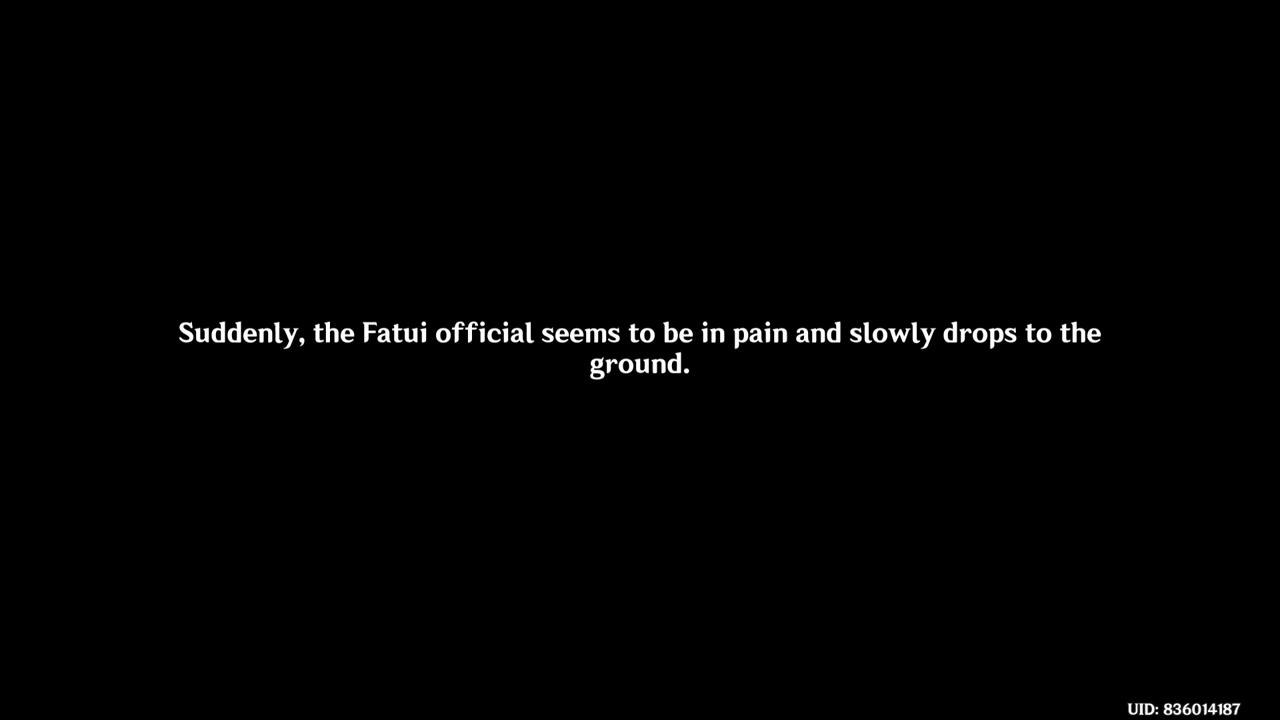 Suddenly, the Fatui official seems to be in pain and slowly drops to the
ground.
UID: 836014187